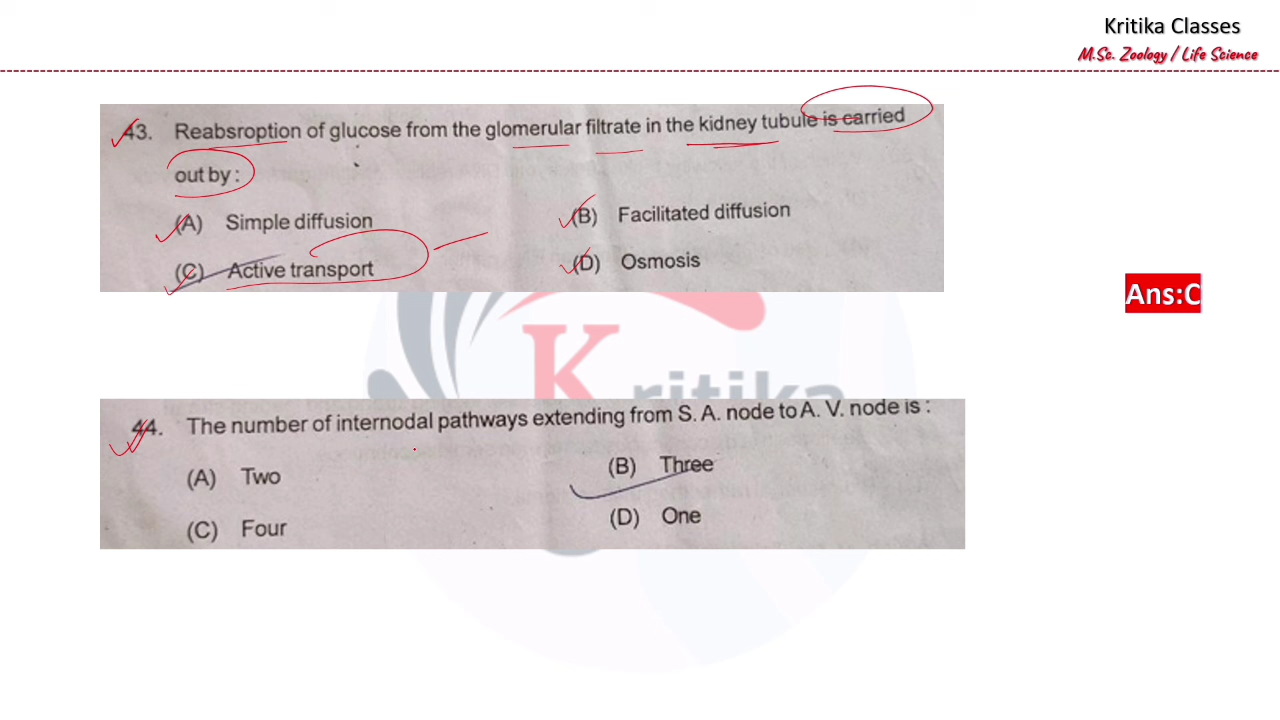 Kritika Classes
M.Sc. Zoology / Life Science
43. Reabsroption of glucose from the glomerular filtrate in the kidney tubule is carried
out by :
(A) Simple diffusion (B) Facilitated diffusion
(C) Active transport (D) Osmosis
Ans:C
Kritika
44. The number of internodal pathways extending from S. A. node to A. V. node is :
(A) Two (B) Three
(C) Four (D) One